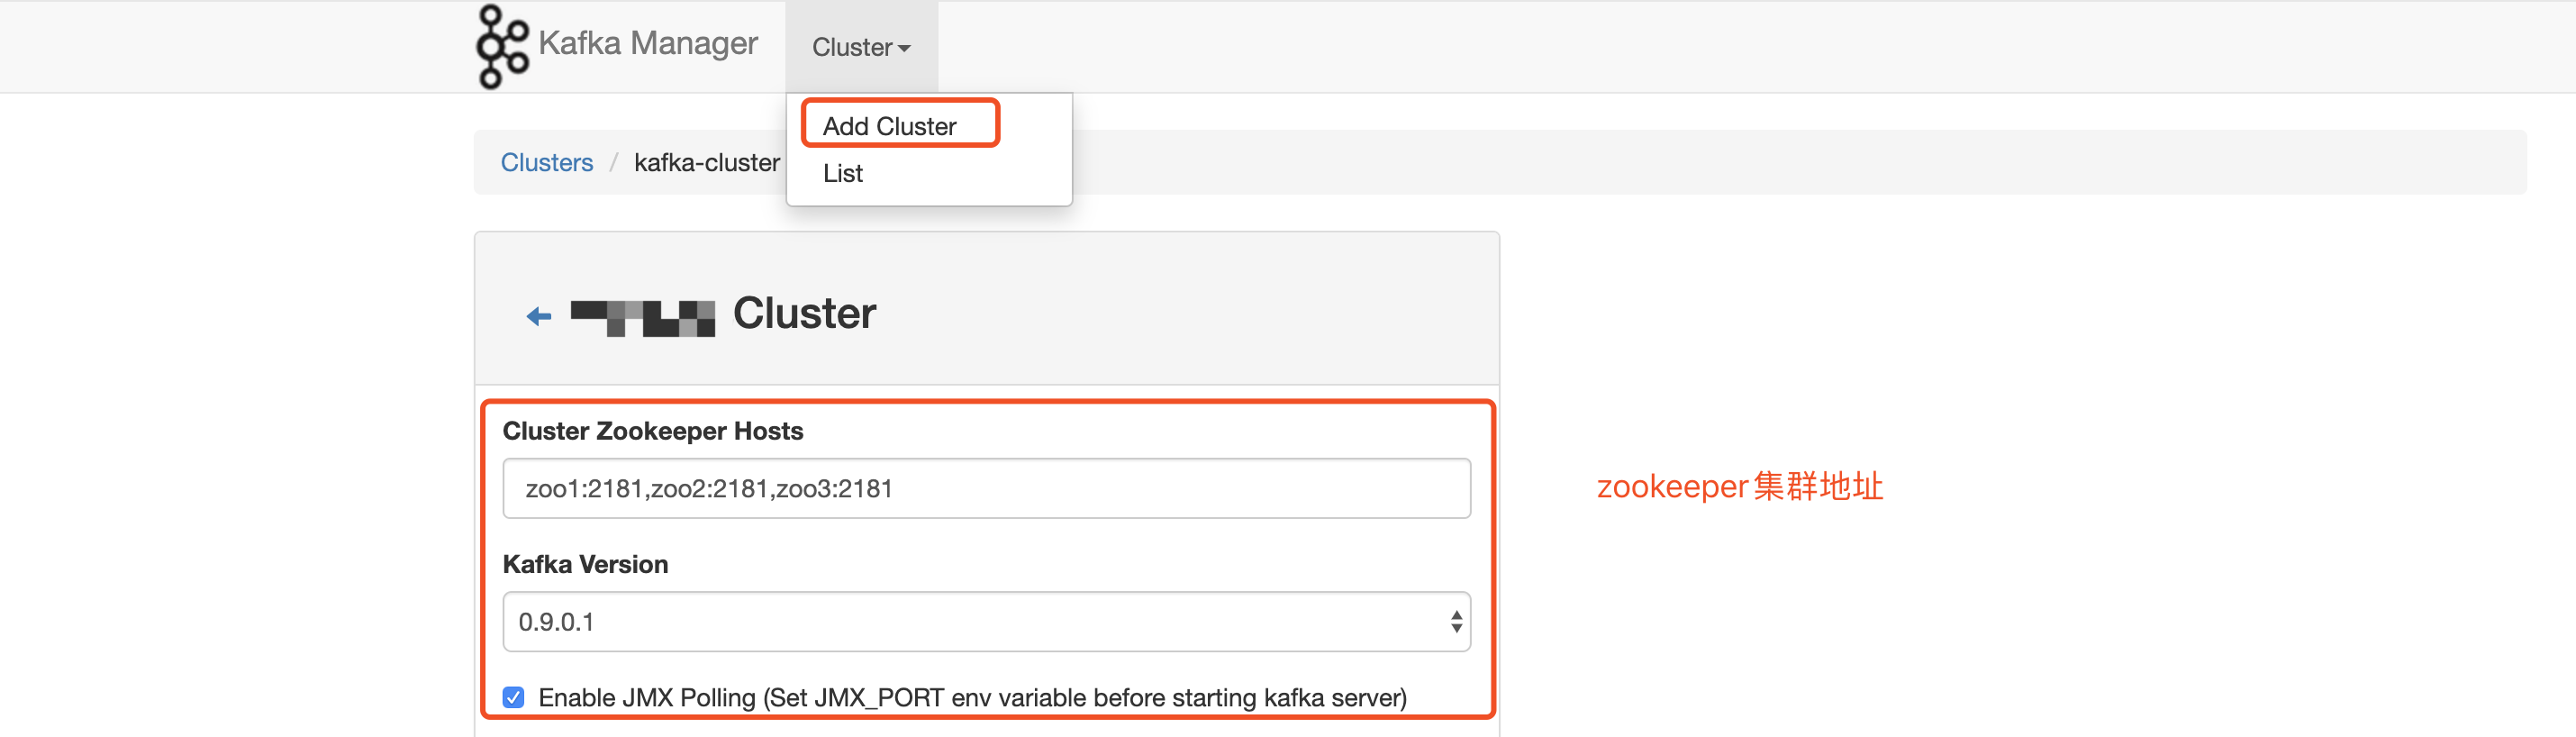 Kafka Manager
Cluster
Add Cluster
List
Clusters / kafka-cluster
Cluster
Cluster Zookeeper Hosts
zoo1:2181,zoo2:2181,zoo3:2181
zookeeper集群地址
Kafka Version
0.9.0.1
Enable JMX Polling (Set JMX_PORT env variable before starting kafka server)